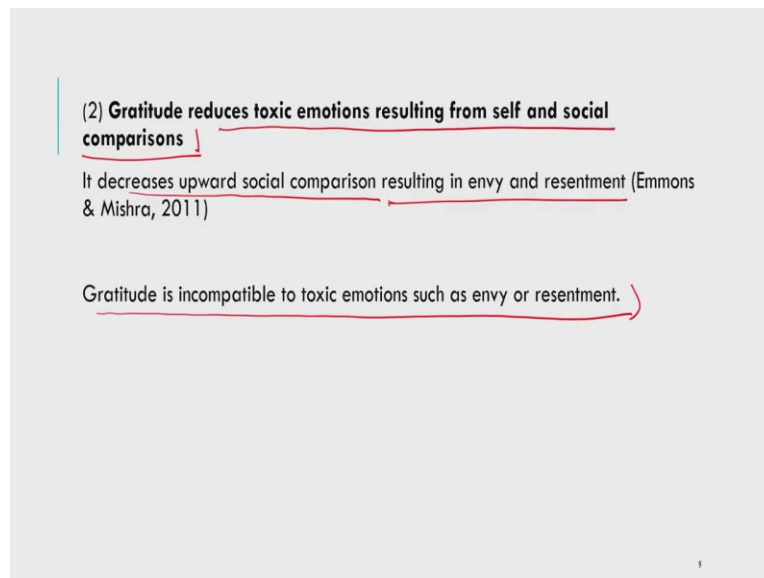 (2) Gratitude reduces toxic emotions resulting from self and social
comparisons
It decreases upward social comparison resulting in envy and resentment (Emmons
& Mishra, 2011)
Gratitude is incompatible to toxic emotions such as envy or resentment.
9